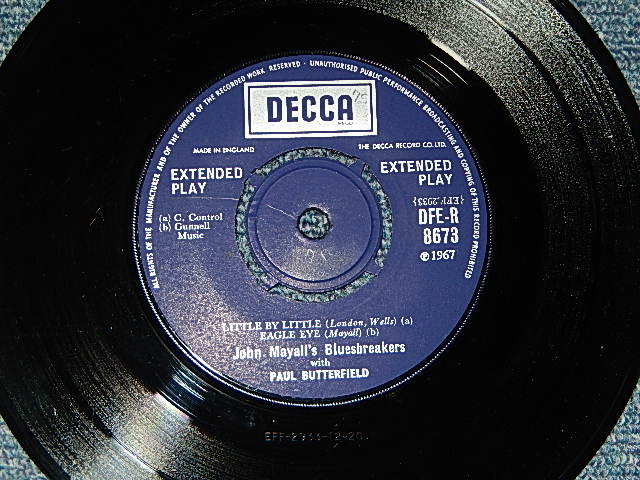 ALL RIGHTS OF THE MANUFACTURER AND OF THE OWNER OF THE RECORDED WORK RESERVED · UNAUTHORISED PUBLIC PERFORMANCE BROADCASTING AND COPYING OF THIS RECORD PROHIBITED
DECCA
MADE IN ENGLAND
THE DECCA RECORD CO. LTD.
EXTENDED PLAY
EXTENDED PLAY
(a) C. Control
(b) Gunnell Music
DFE-R
8673
℗ 1967
LITTLE BY LITTLE (London, Wells) (a)
EAGLE EYE (Mayall) (b)
John Mayall's Bluesbreakers
with
PAUL BUTTERFIELD